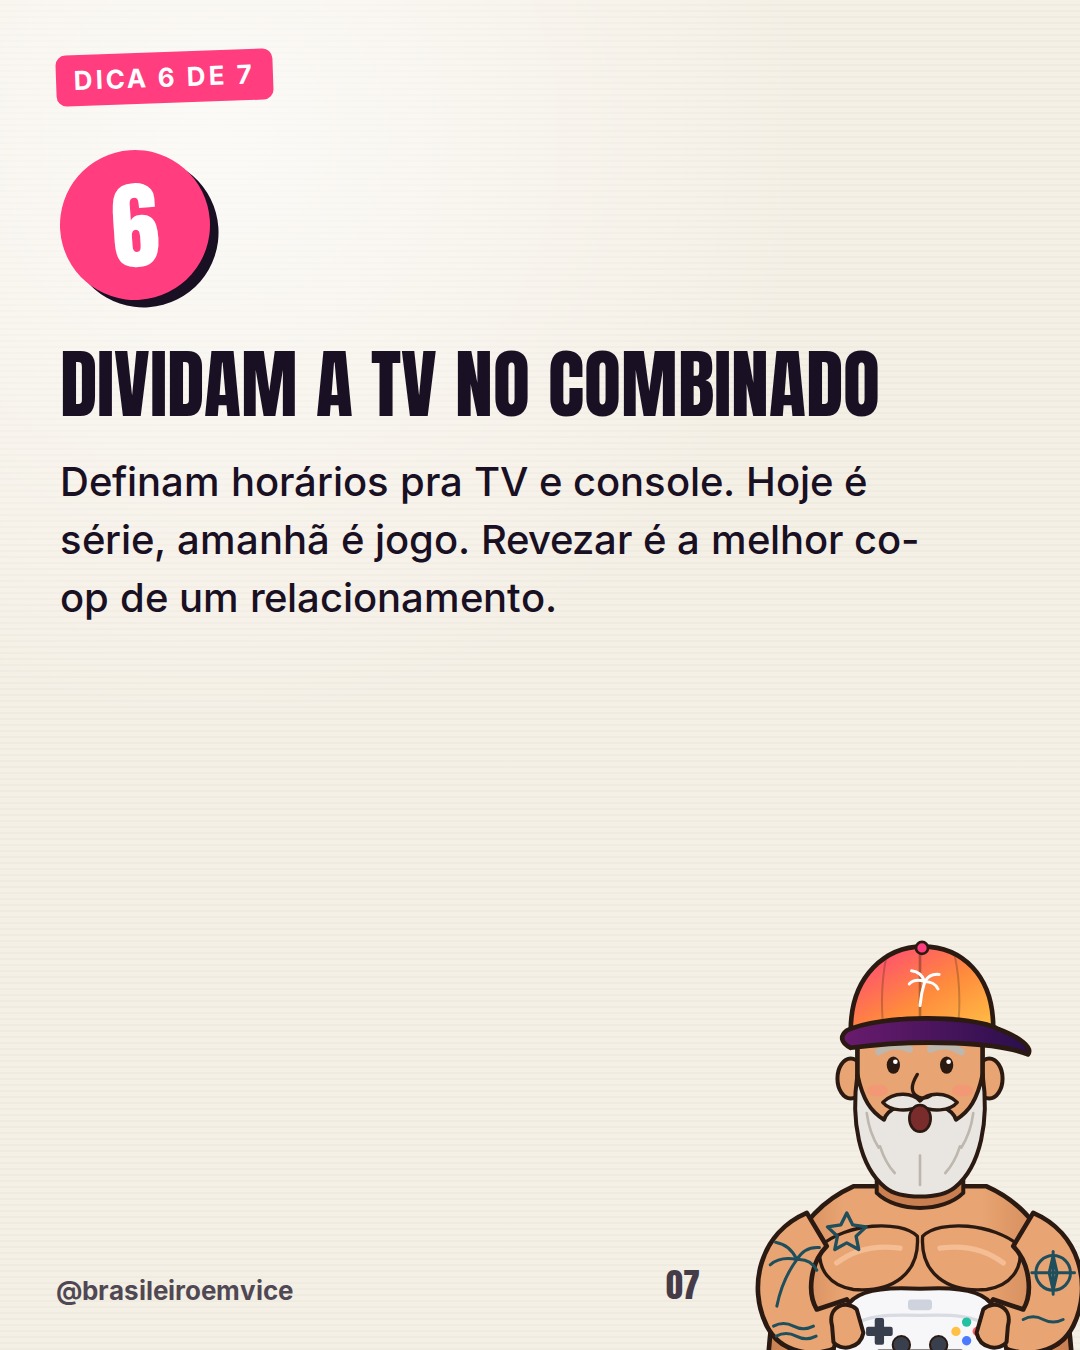 DICA 6 DE 7
6
DIVIDAM A TV NO COMBINADO
Definam horários pra TV e console. Hoje é
série, amanhã é jogo. Revezar é a melhor co-
op de um relacionamento.
@brasileiroemvice
07